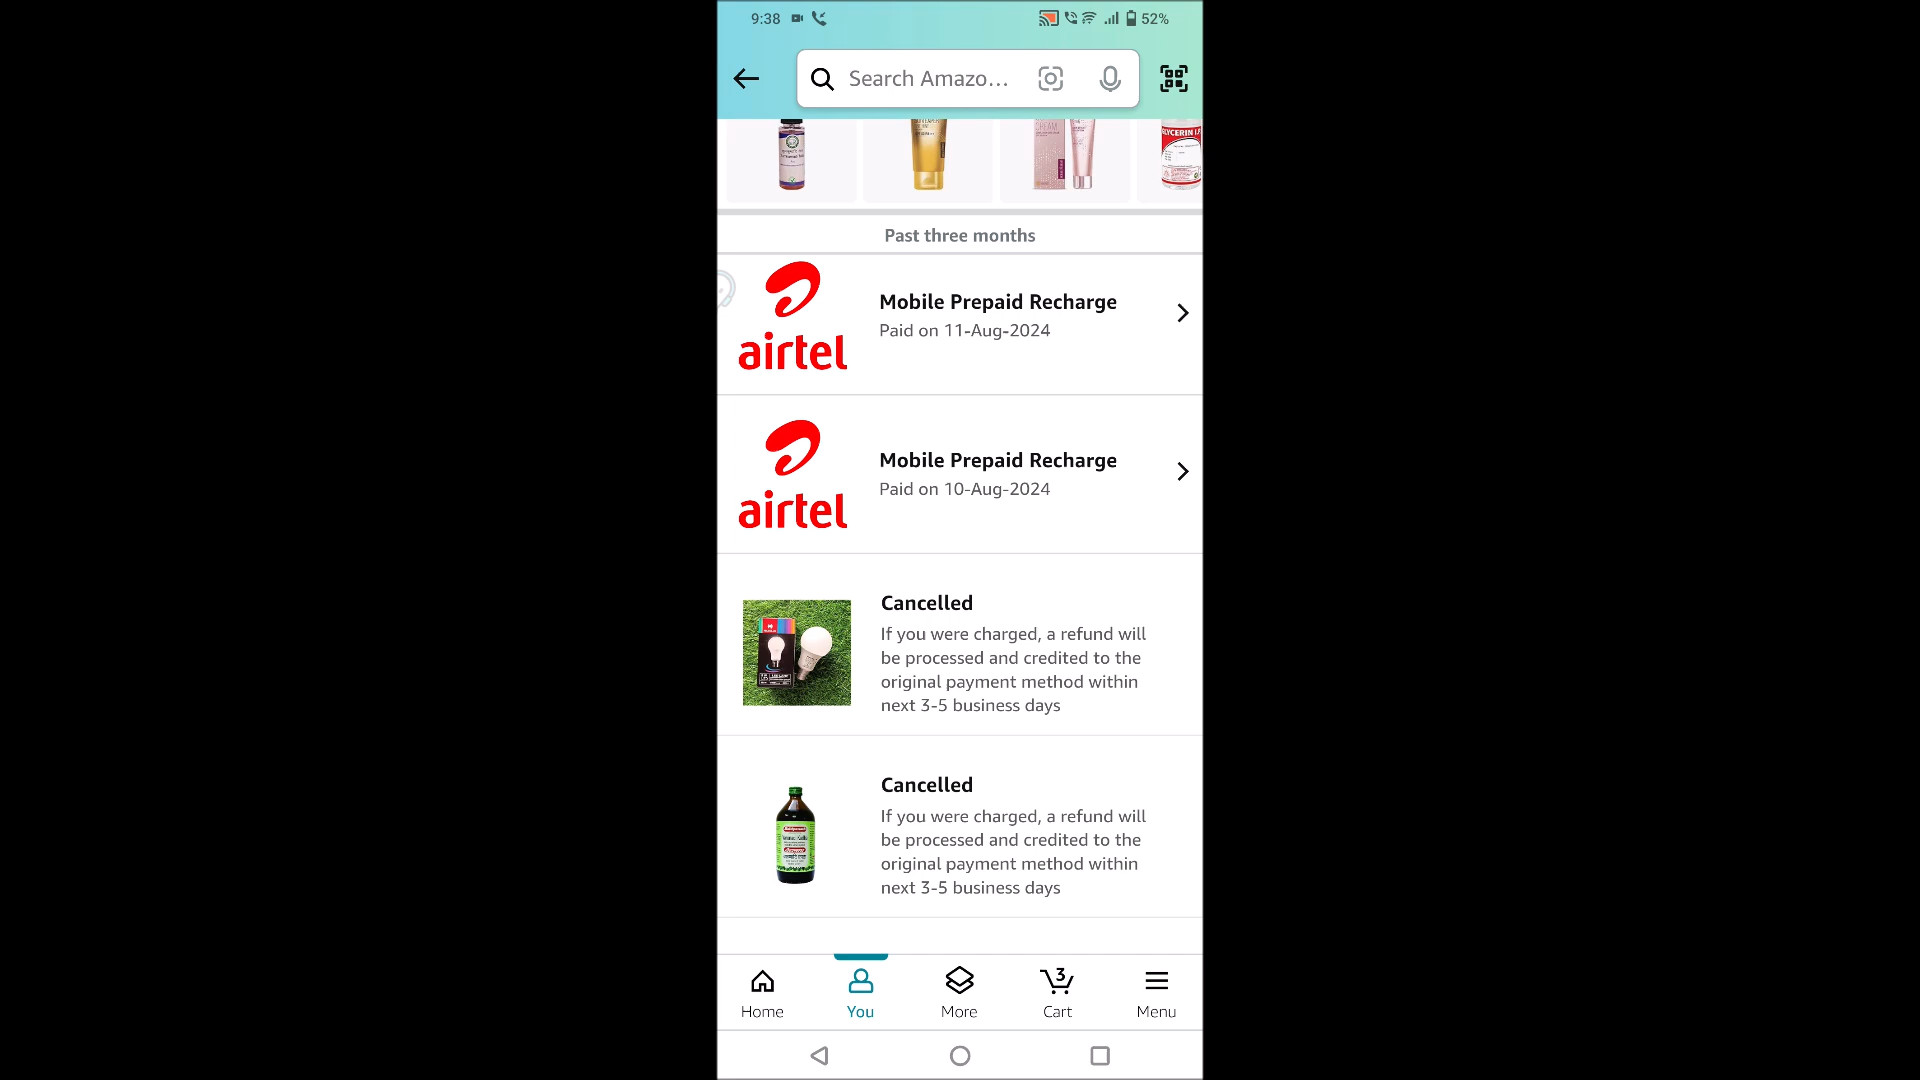 9:38
52%
Search Amazo...
CREAM
GLYCERIN I.P
Past three months
airtel
Mobile Prepaid Recharge
Paid on 11-Aug-2024
airtel
Mobile Prepaid Recharge
Paid on 10-Aug-2024
Cancelled
If you were charged, a refund will
be processed and credited to the
original payment method within
next 3-5 business days
Cancelled
If you were charged, a refund will
be processed and credited to the
original payment method within
next 3-5 business days
3
Home
You
More
Cart
Menu